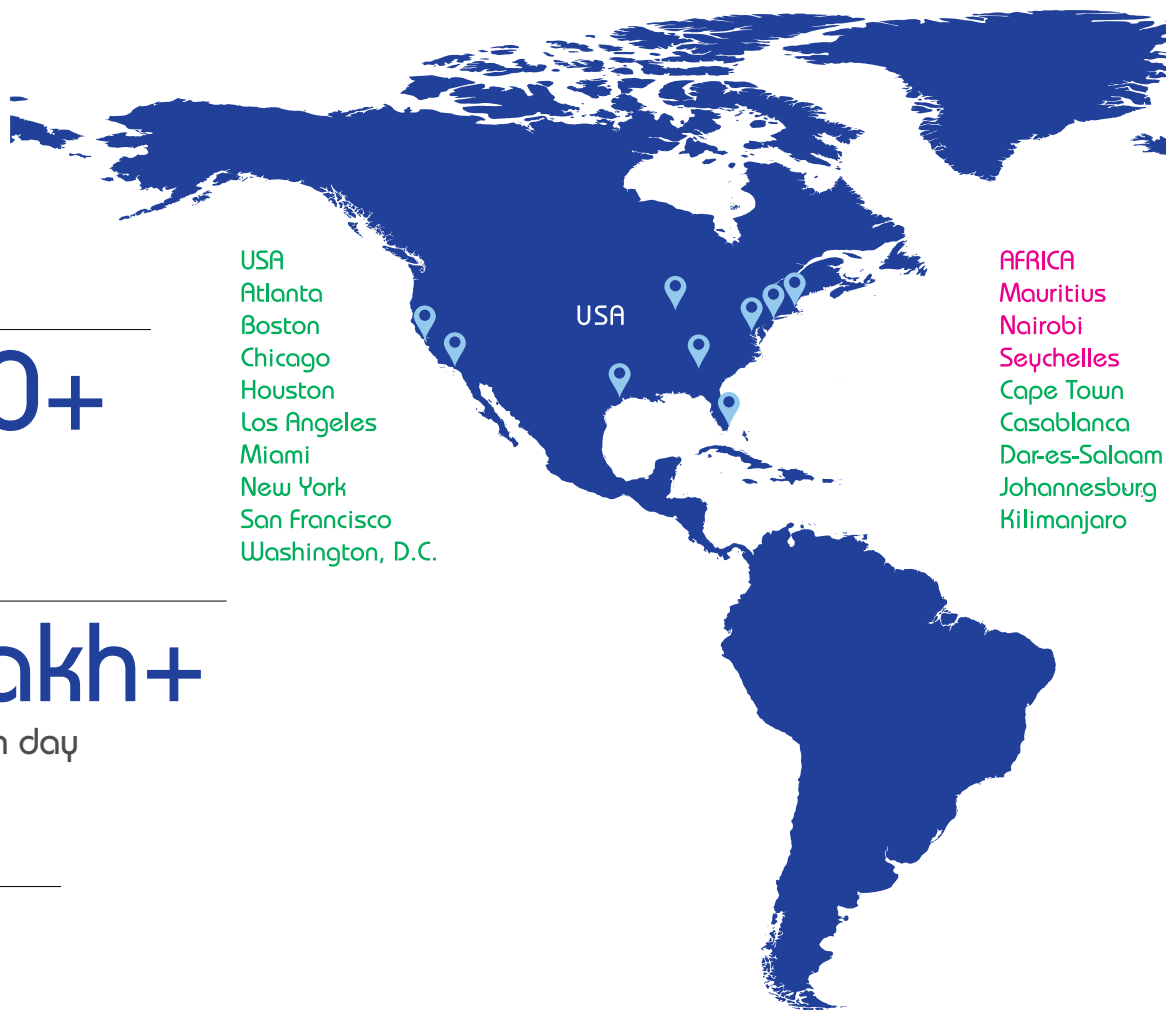 0+
akh+
day
USA
Atlanta
Boston
Chicago
Houston
Los Angeles
Miami
New York
San Francisco
Washington, D.C.
USA
AFRICA
Mauritius
Nairobi
Seychelles
Cape Town
Casablanca
Dar-es-Salaam
Johannesburg
Kilimanjaro